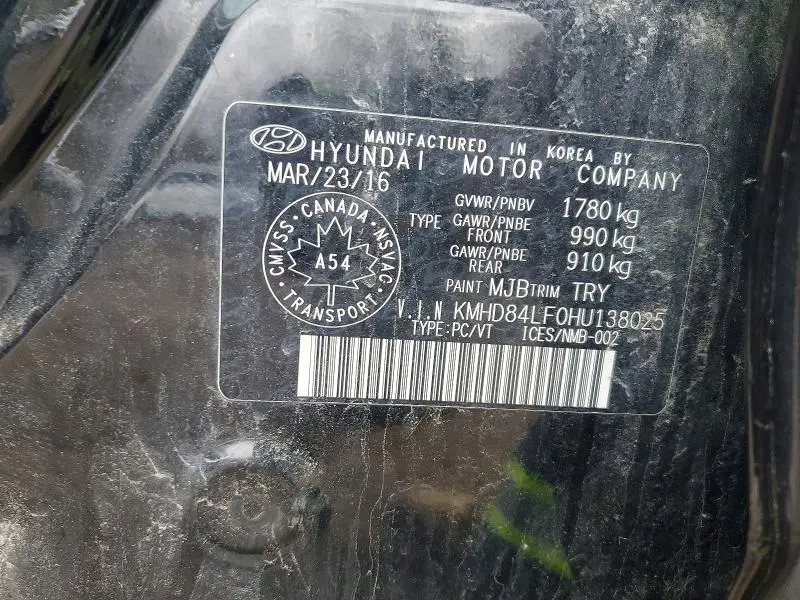 MANUFACTURED IN KOREA BY
HYUNDAI MOTOR COMPANY
MAR/23/16
GVWR/PNBV 1780 kg
TYPE GAWR/PNBE FRONT 990 kg
GAWR/PNBE REAR 910 kg
CMVSS • CANADA • NSVAC • TRANSPORT •
A54
PAINT MJB TRIM TRY
V.I.N KMHD84LF0HU138025
TYPE:PC/VT ICES/NMB-002